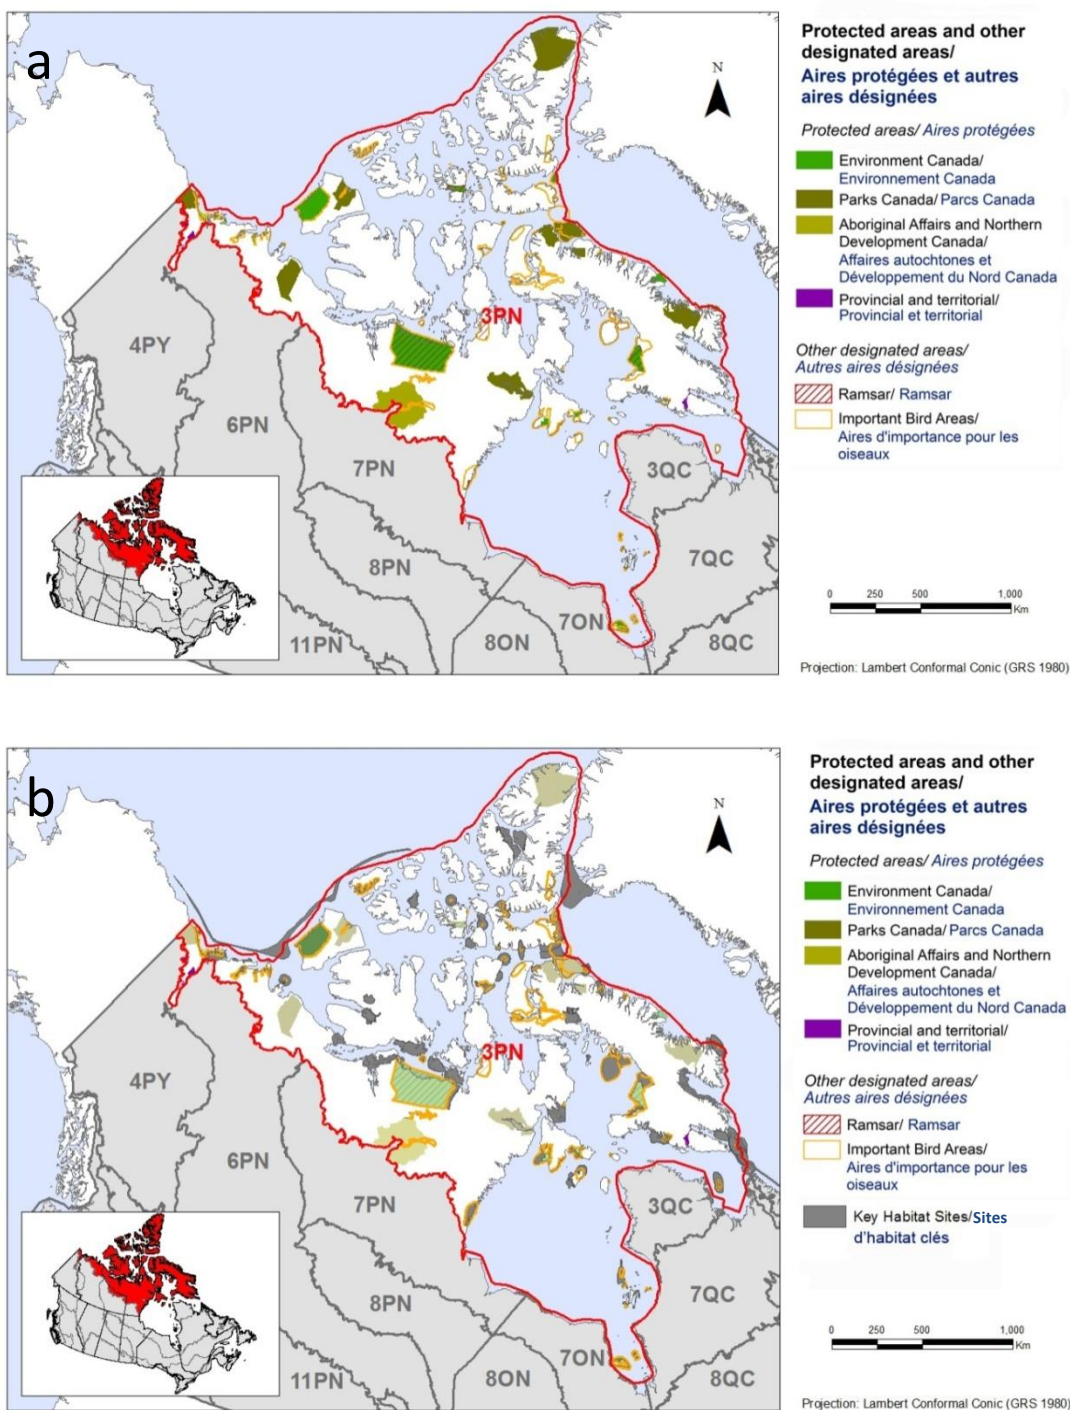 a
N
4PY
6PN
3PN
7PN
3QC
7QC
8PN
7ON
11PN
8ON
8QC
Protected areas and other
designated areas/
Aires protégées et autres
aires désignées
Protected areas/ Aires protégées
Environment Canada/
Environnement Canada
Parks Canada/ Parcs Canada
Aboriginal Affairs and Northern
Development Canada/
Affaires autochtones et
Développement du Nord Canada
Provincial and territorial/
Provincial et territorial
Other designated areas/
Autres aires désignées
Ramsar/ Ramsar
Important Bird Areas/
Aires d'importance pour les
oiseaux
0 250 500 1,000
Km
Projection: Lambert Conformal Conic (GRS 1980)
b
N
4PY
6PN
3PN
7PN
3QC
7QC
8PN
7ON
11PN
8ON
8QC
Protected areas and other
designated areas/
Aires protégées et autres
aires désignées
Protected areas/ Aires protégées
Environment Canada/
Environnement Canada
Parks Canada/ Parcs Canada
Aboriginal Affairs and Northern
Development Canada/
Affaires autochtones et
Développement du Nord Canada
Provincial and territorial/
Provincial et territorial
Other designated areas/
Autres aires désignées
Ramsar/ Ramsar
Important Bird Areas/
Aires d'importance pour les
oiseaux
Key Habitat Sites/Sites
d'habitat clés
0 250 500 1,000
Km
Projection: Lambert Conformal Conic (GRS 1980)